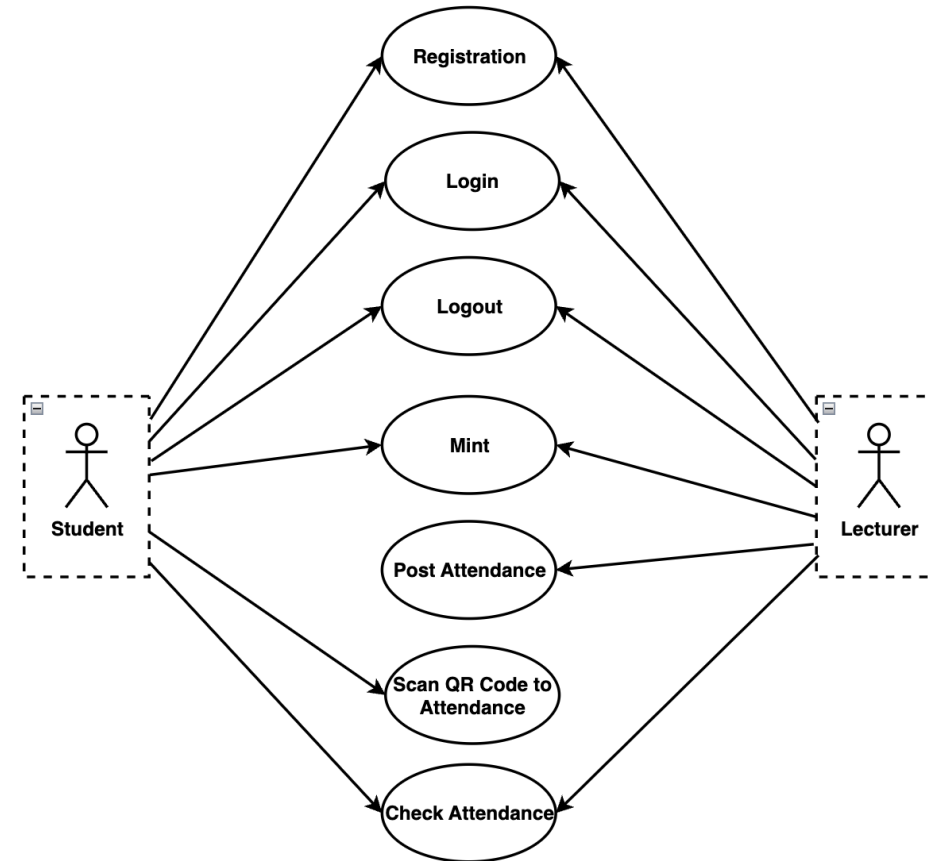 Registration
Login
Logout
Mint
Student
Lecturer
Post Attendance
Scan QR Code to
Attendance
Check Attendance